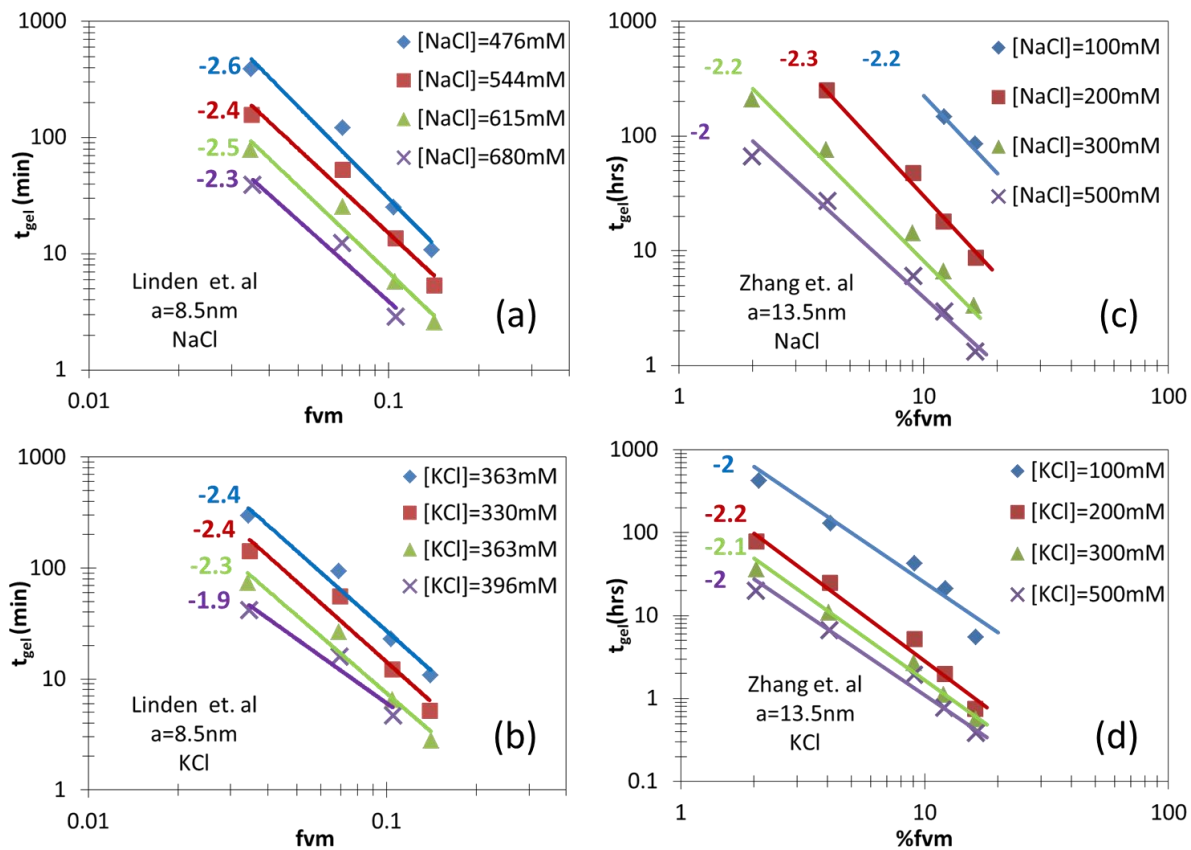 1000
100
10
1
t_gel (min)
-2.6
-2.4
-2.5
-2.3
[NaCl]=476mM
[NaCl]=544mM
[NaCl]=615mM
[NaCl]=680mM
Linden et. al
a=8.5nm
NaCl
(a)
0.01
0.1
fvm
1000
100
10
1
t_gel (hrs)
-2.2
-2.3
-2.2
-2
[NaCl]=100mM
[NaCl]=200mM
[NaCl]=300mM
[NaCl]=500mM
Zhang et. al
a=13.5nm
NaCl
(c)
1
10
100
%fvm
1000
100
10
1
t_gel (min)
-2.4
-2.4
-2.3
-1.9
[KCl]=363mM
[KCl]=330mM
[KCl]=363mM
[KCl]=396mM
Linden et. al
a=8.5nm
KCl
(b)
0.01
0.1
fvm
1000
100
10
1
0.1
t_gel (hrs)
-2
-2.2
-2.1
-2
[KCl]=100mM
[KCl]=200mM
[KCl]=300mM
[KCl]=500mM
Zhang et. al
a=13.5nm
KCl
(d)
1
10
100
%fvm